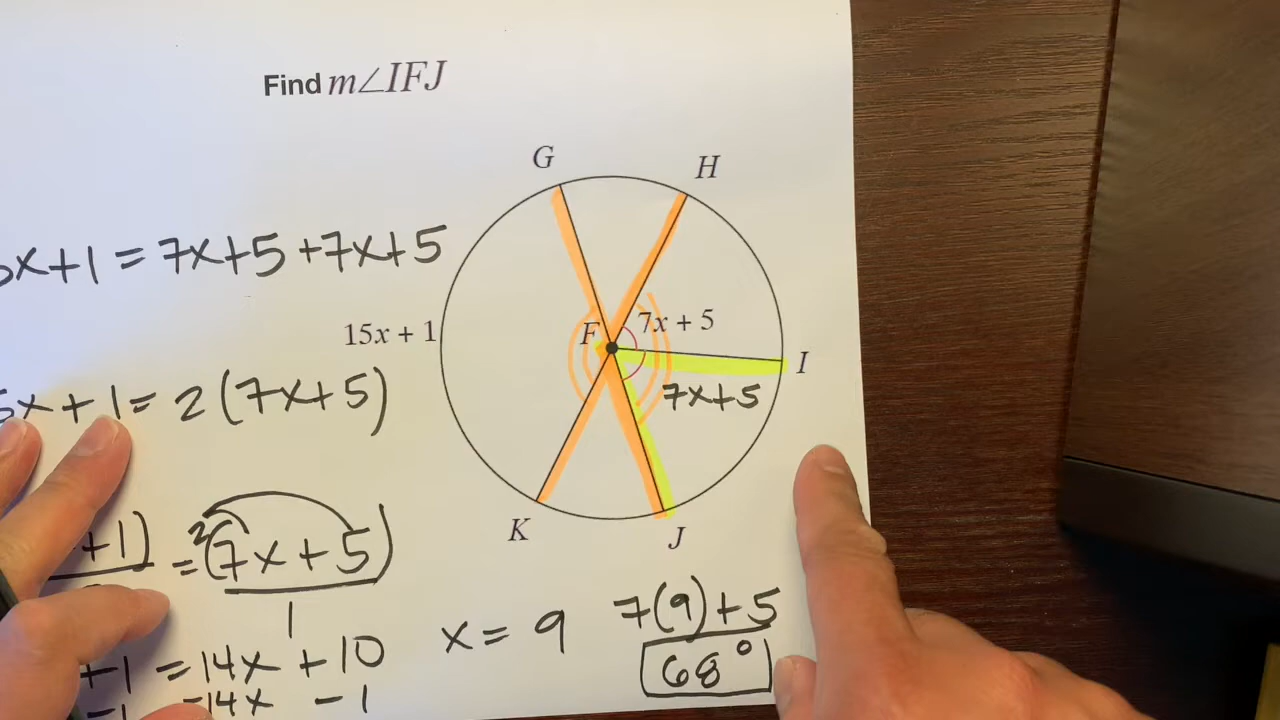 Find m∠IFJ
G
H
x+1 = 7x+5 +7x+5
15x + 1
F
7x + 5
I
7x+5
x + 1 = 2 (7x+5)
K
J
+1) = 2(7x + 5)
1
x = 9
7(9) + 5
68°
+1 = 14x + 10
-1 -14x - 1